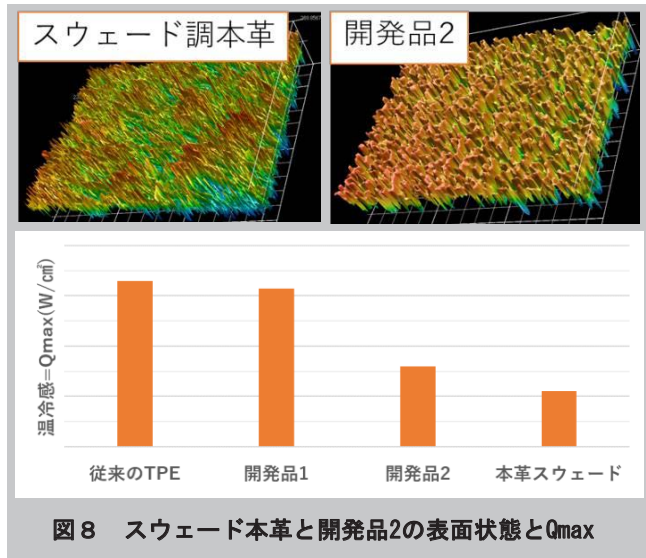 スウェード調本革
開発品2
温冷感=Qmax(W/㎠)
従来のTPE
開発品1
開発品2
本革スウェード
図８　スウェード本革と開発品2の表面状態とQmax